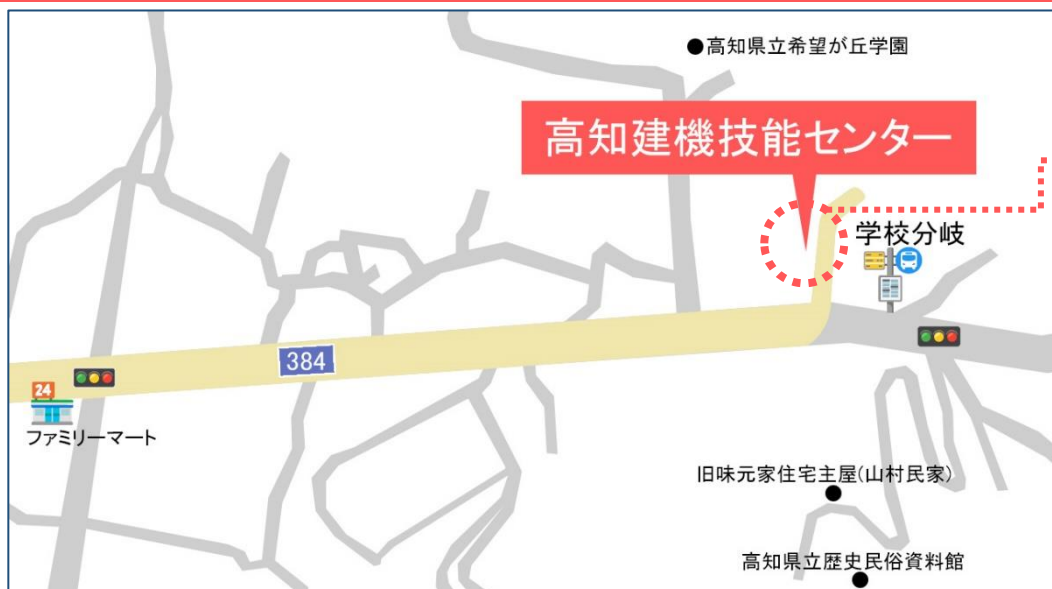 ●高知県立希望が丘学園
高知建機技能センター
学校分岐
384
24
ファミリーマート
旧味元家住宅主屋(山村民家)
高知県立歴史民俗資料館